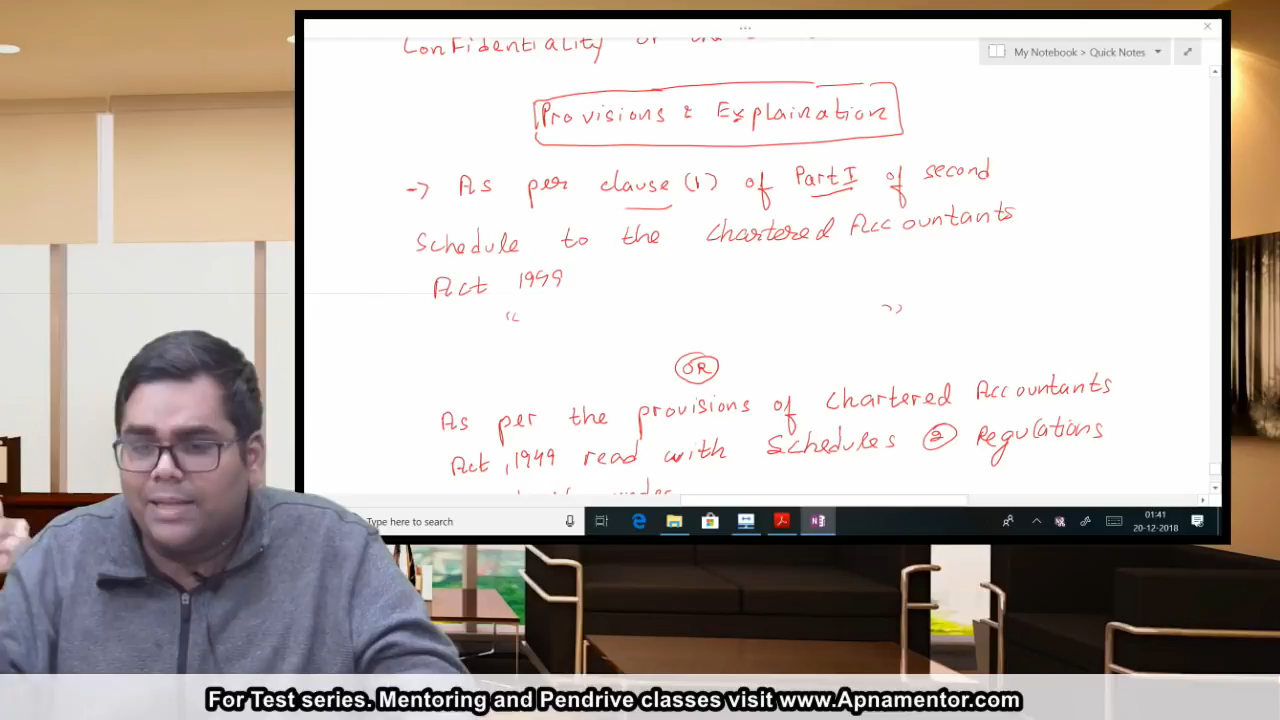 Confidentiality
My Notebook > Quick Notes
Provisions & Explaination
-> As per clause (1) of Part I of second
Schedule to the Chartered Accountants
Act 1949
“ ”
OR
As per the provisions of Chartered Accountants
Act, 1949 read with Schedules & Regulations
under
Type here to search
01:41
20-12-2018
For Test series. Mentoring and Pendrive classes visit www.Apnamentor.com